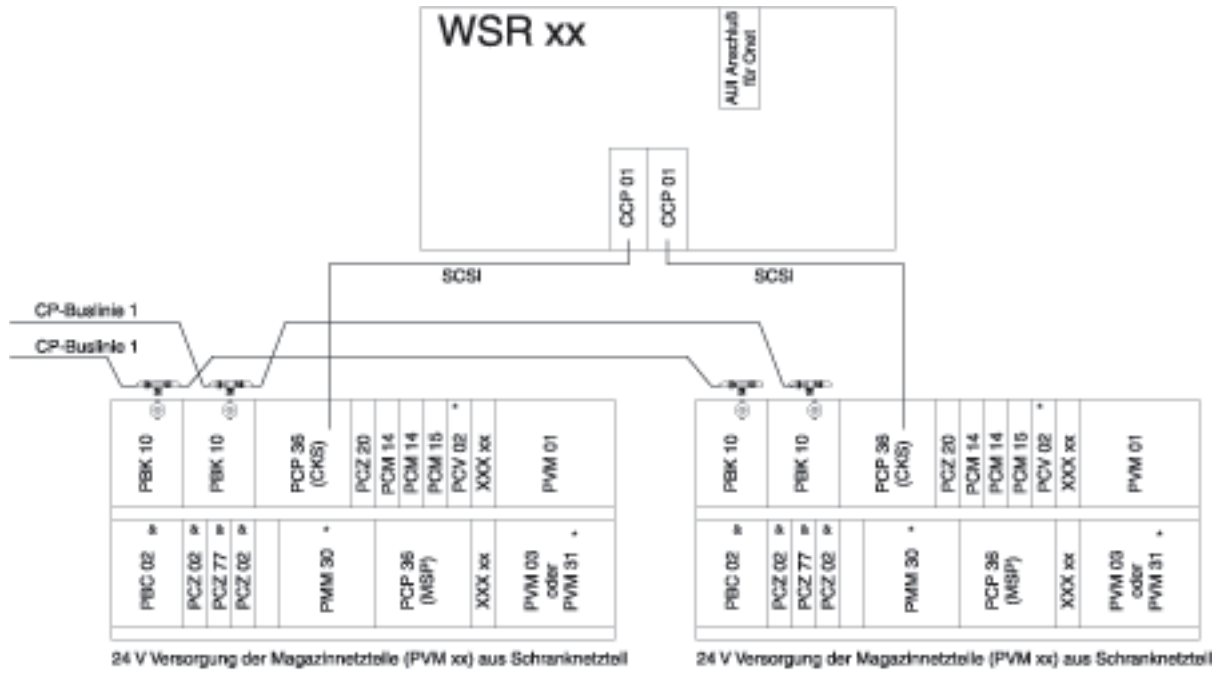 WSR xx
AUI Anschluß
für Onet
CCP 01
CCP 01
SCSI
SCSI
CP-Buslinie 1
CP-Buslinie 1
PBK 10
PBK 10
PCP 36
(CKS)
PCZ 20
PCM 14
PCM 14
PCM 15
PCV 02 *
XXX xx
PVM 01
PBK 10
PBK 10
PCP 36
(CKS)
PCZ 20
PCM 14
PCM 14
PCM 15
PCV 02 *
XXX xx
PVM 01
PBC 02
PCZ 02
PCZ 77
PCZ 02
PMM 30 *
PCP 36
(MSP)
XXX xx
PVM 03
oder
PVM 31 *
PBC 02
PCZ 02
PCZ 77
PCZ 02
PMM 30 *
PCP 36
(MSP)
XXX xx
PVM 03
oder
PVM 31 *
24 V Versorgung der Magazinnetzteile (PVM xx) aus Schranknetzteil
24 V Versorgung der Magazinnetzteile (PVM xx) aus Schranknetzteil